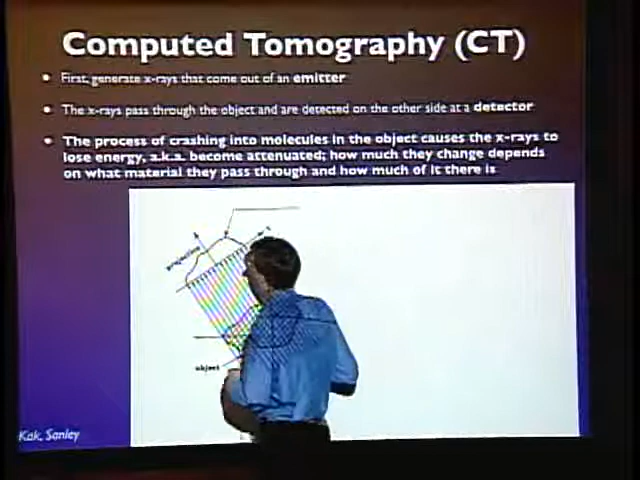 Computed Tomography (CT)
• First, generate x-rays that come out of an emitter
• The x-rays pass through the object and are detected on the other side at a detector
• The process of crashing into molecules in the object causes the x-rays to
lose energy, a.k.a. become attenuated; how much they change depends
on what material they pass through and how much of it there is
projection
object
Kak, Sanley